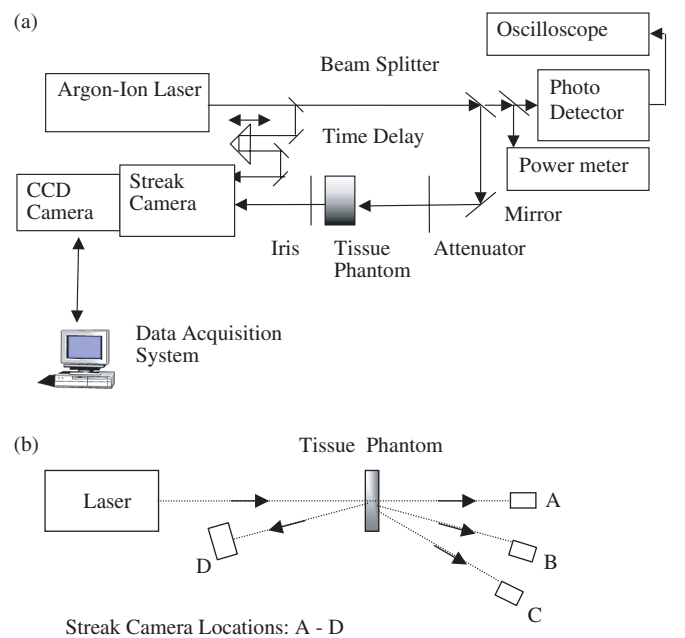 (a)
Oscilloscope
Beam Splitter
Argon-Ion Laser
Photo
Detector
Time Delay
Power meter
CCD
Camera
Streak
Camera
Mirror
Iris
Tissue
Phantom
Attenuator
Data Acquisition
System
(b)
Tissue Phantom
Laser
A
B
C
D
Streak Camera Locations: A - D